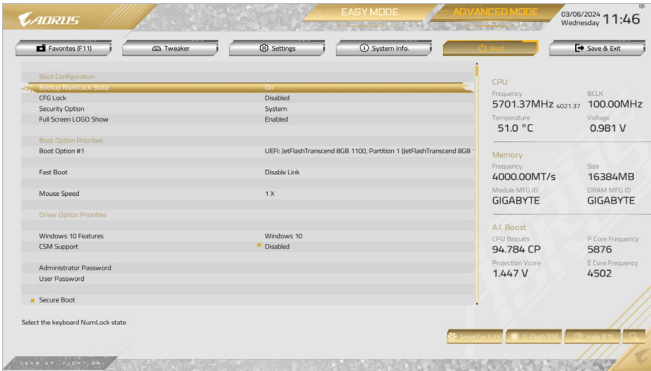 AORUS
EASY MODE
ADVANCED MODE
03/06/2024
Wednesday
11:46
Favorites (F11)
Tweaker
Settings
System Info.
Boot
Save & Exit
Boot Configuration
Bootup NumLock State On
CFG Lock Disabled
Security Option System
Full Screen LOGO Show Enabled
Boot Option Priorities
Boot Option #1 UEFI: JetFlashTranscend 8GB 1100, Partition 1 (JetFlashTranscend 8GB
Fast Boot Disable Link
Mouse Speed 1 X
Driver Option Priorities
Windows 10 Features Windows 10
CSM Support Disabled
Administrator Password
User Password
Secure Boot
Select the keyboard NumLock state
CPU
Frequency BCLK
5701.37MHz 4021.37 100.00MHz
Temperature Voltage
51.0 °C 0.981 V
Memory
Frequency Size
4000.00MT/s 16384MB
Module MFG ID DRAM MFG ID
GIGABYTE GIGABYTE
A.I. Boost
CPU Biscuits P Core Frequency
94.784 CP 5876
Projection Vcore E Core Frequency
1.447 V 4502
Help (F1)
TEAM UP. FIGHT ON.